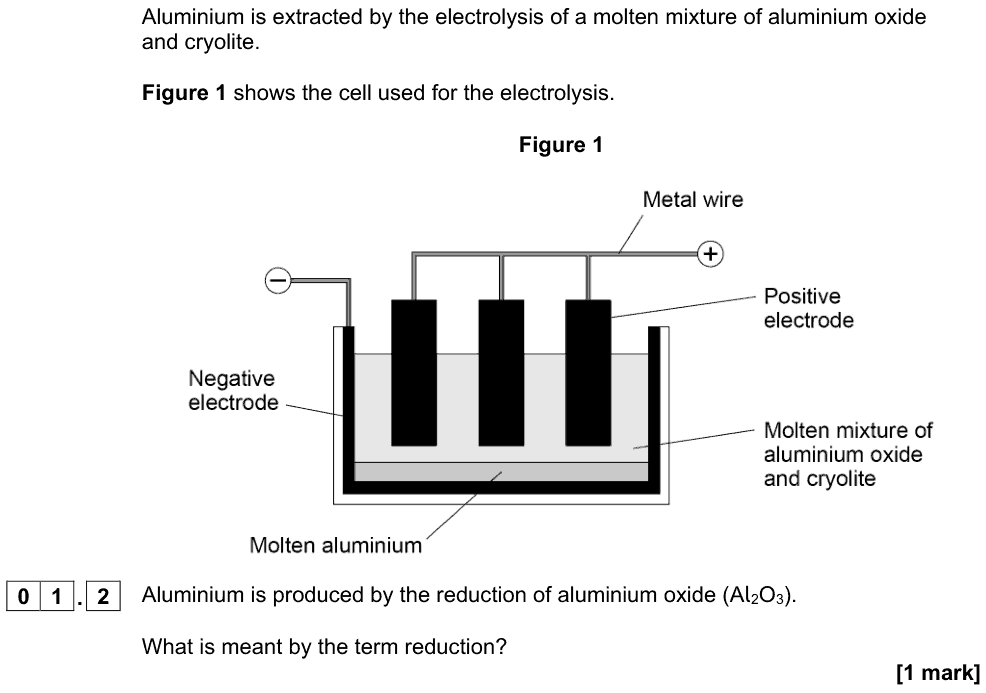 Aluminium is extracted by the electrolysis of a molten mixture of aluminium oxide
and cryolite.
Figure 1 shows the cell used for the electrolysis.
Figure 1
Metal wire
+
−
Positive
electrode
Negative
electrode
Molten mixture of
aluminium oxide
and cryolite
Molten aluminium
0 1 . 2 Aluminium is produced by the reduction of aluminium oxide (Al₂O₃).
What is meant by the term reduction?
[1 mark]